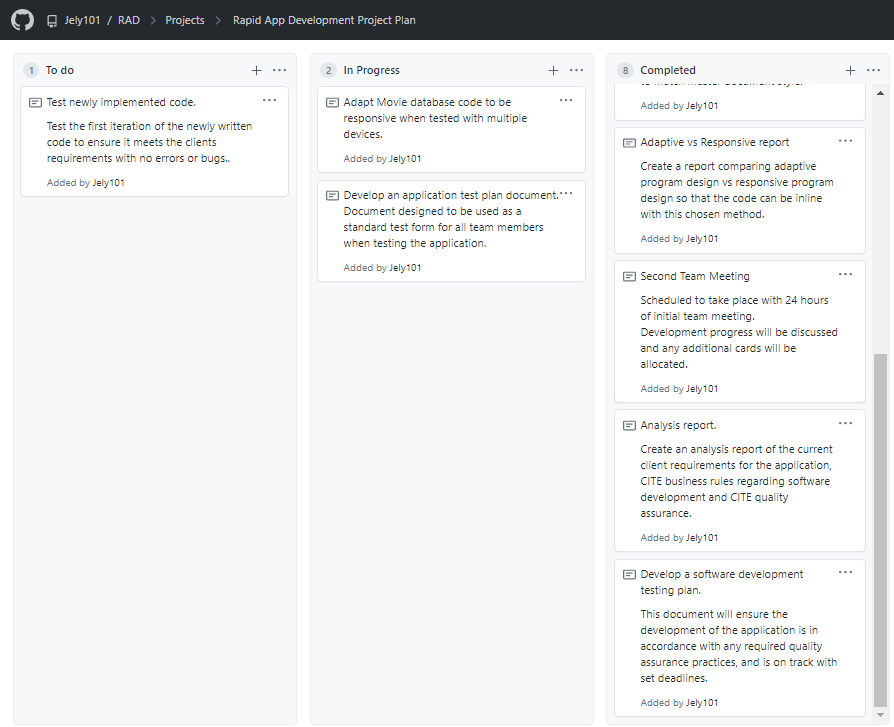 Jely101 / RAD > Projects > Rapid App Development Project Plan
1 To do
Test newly implemented code.
Test the first iteration of the newly written
code to ensure it meets the clients
requirements with no errors or bugs..
Added by Jely101
2 In Progress
Adapt Movie database code to be
responsive when tested with multiple
devices.
Added by Jely101
Develop an application test plan document.
Document designed to be used as a
standard test form for all team members
when testing the application.
Added by Jely101
8 Completed
to match master document style.
Added by Jely101
Adaptive vs Responsive report
Create a report comparing adaptive
program design vs responsive program
design so that the code can be inline
with this chosen method.
Added by Jely101
Second Team Meeting
Scheduled to take place with 24 hours
of initial team meeting.
Development progress will be discussed
and any additional cards will be
allocated.
Added by Jely101
Analysis report.
Create an analysis report of the current
client requirements for the application,
CITE business rules regarding software
development and CITE quality
assurance.
Added by Jely101
Develop a software development
testing plan.
This document will ensure the
development of the application is in
accordance with any required quality
assurance practices, and is on track with
set deadlines.
Added by Jely101